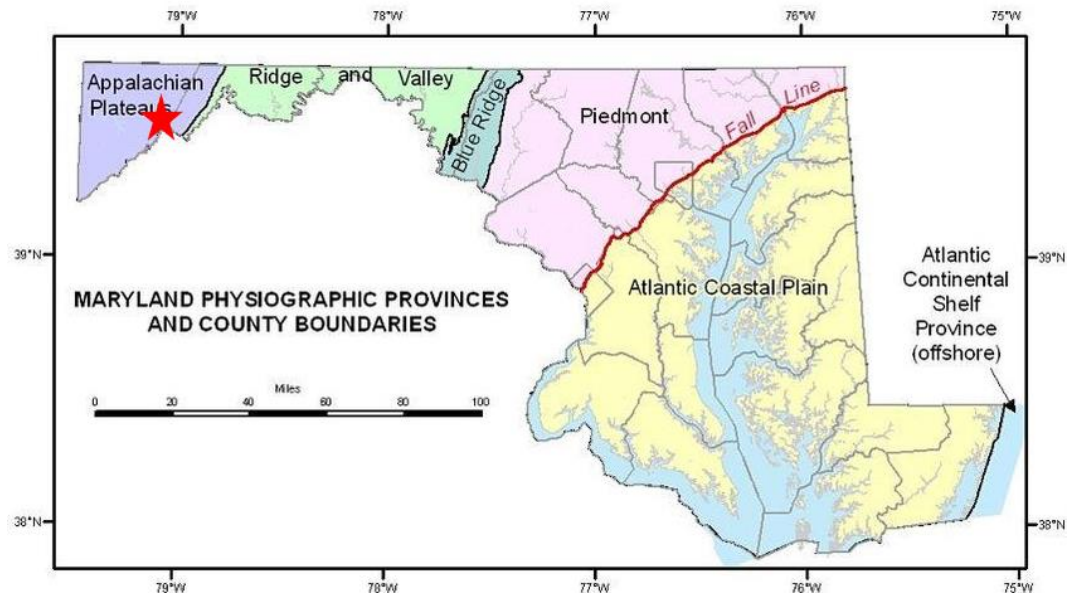 79°W 78°W 77°W 76°W 75°W
Appalachian
Plateaus
Ridge and Valley
Blue Ridge
Piedmont
Fall Line
39°N
39°N
Atlantic
Continental
Shelf
Province
(offshore)
Atlantic Coastal Plain
MARYLAND PHYSIOGRAPHIC PROVINCES
AND COUNTY BOUNDARIES
Miles
0 20 40 60 80 100
38°N
38°N
79°W 78°W 77°W 76°W 75°W